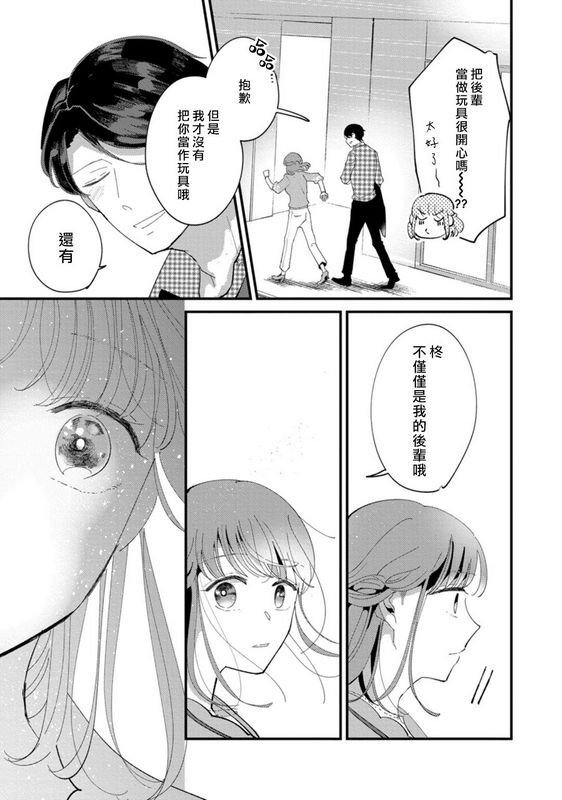 把後輩
當做玩具很開心嗎～??
太好了～
抱歉
但是
我才沒有
把你當作玩具哦
還有
柊
不僅僅是我的後輩哦